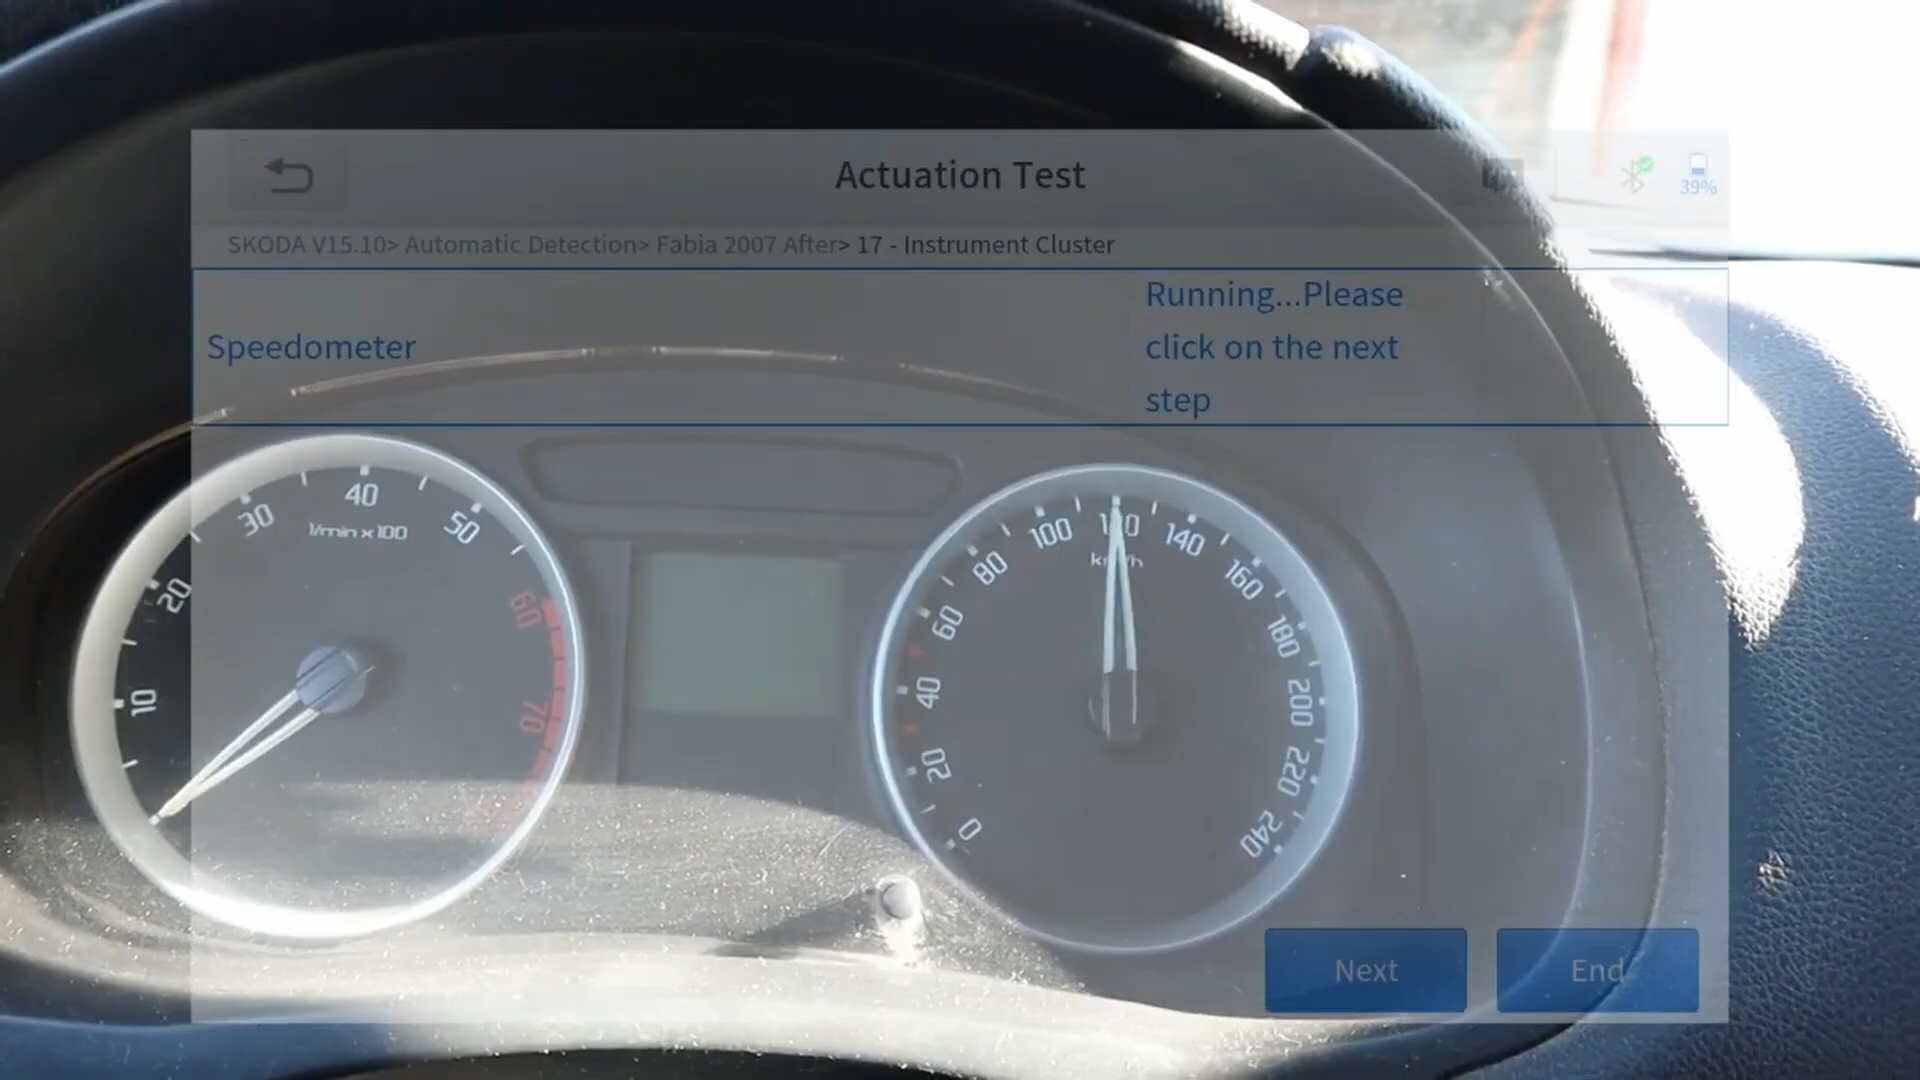 Actuation Test
39%
SKODA V15.10> Automatic Detection> Fabia 2007 After> 17 - Instrument Cluster
Speedometer
Running...Please
click on the next
step
10
20
30
40
50
60
70
1/min x 100
0
20
40
60
80
100
120
140
160
180
200
220
240
km/h
Next
End